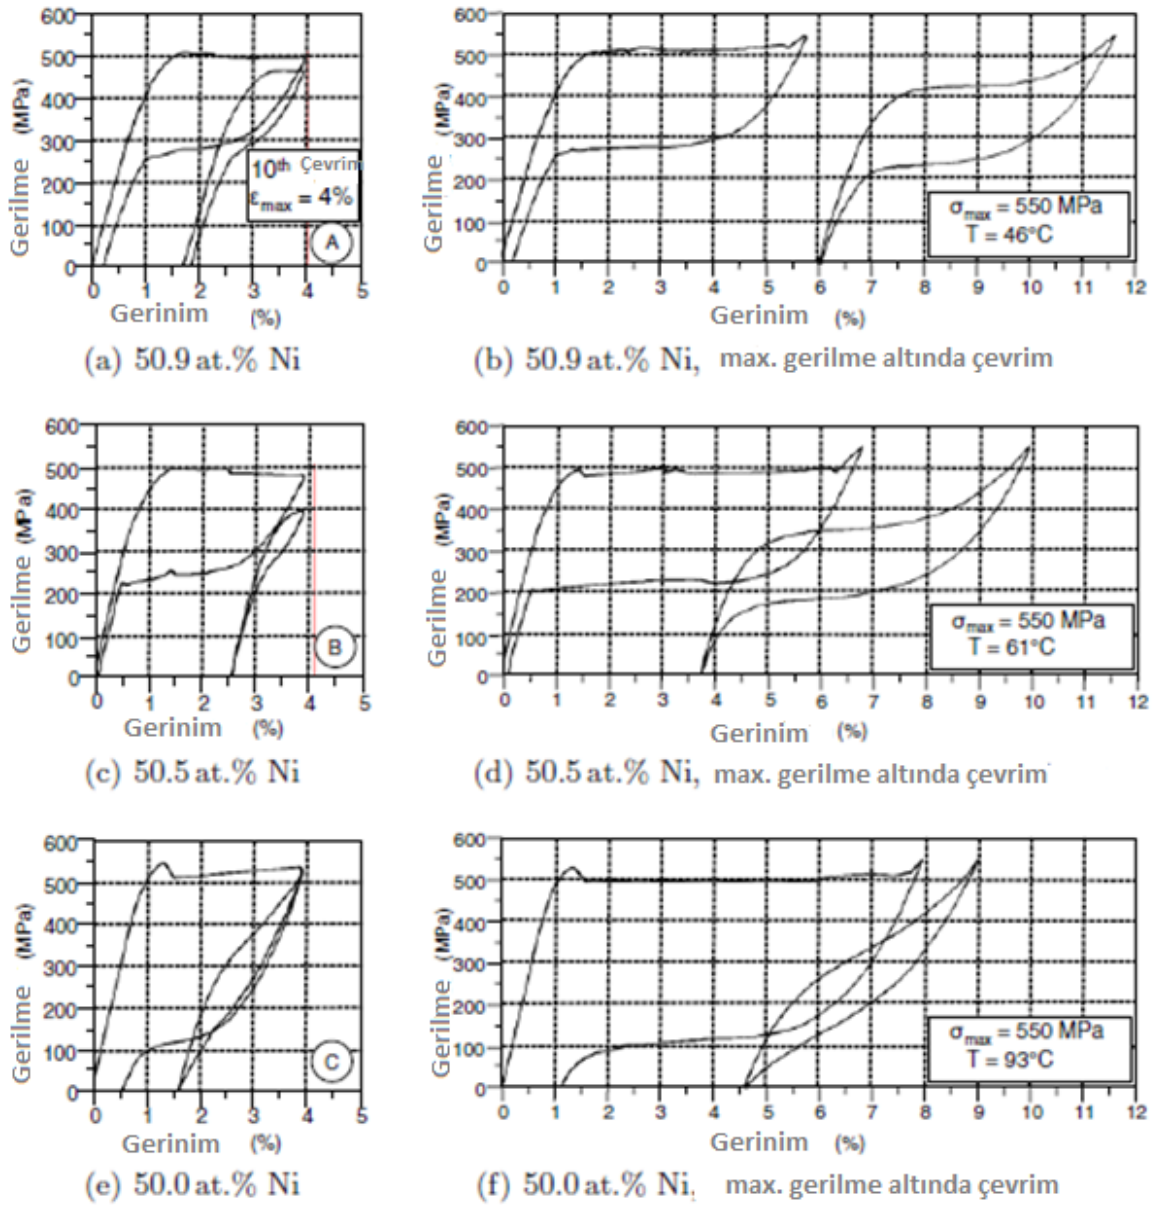 600
500
400
300
200
100
0
Gerilme (MPa)
10th Çevrim
εmax = 4%
A
0 1 2 3 4 5
Gerinim (%)
(a) 50.9 at.% Ni
600
500
400
300
200
100
0
Gerilme (MPa)
σmax = 550 MPa
T = 46°C
0 1 2 3 4 5 6 7 8 9 10 11 12
Gerinim (%)
(b) 50.9 at.% Ni, max. gerilme altında çevrim
600
500
400
300
200
100
0
Gerilme (MPa)
B
0 1 2 3 4 5
Gerinim (%)
(c) 50.5 at.% Ni
600
500
400
300
200
100
0
Gerilme (MPa)
σmax = 550 MPa
T = 61°C
0 1 2 3 4 5 6 7 8 9 10 11 12
Gerinim (%)
(d) 50.5 at.% Ni, max. gerilme altında çevrim
600
500
400
300
200
100
0
Gerilme (MPa)
C
0 1 2 3 4 5
Gerinim (%)
(e) 50.0 at.% Ni
600
500
400
300
200
100
0
Gerilme (MPa)
σmax = 550 MPa
T = 93°C
0 1 2 3 4 5 6 7 8 9 10 11 12
Gerinim (%)
(f) 50.0 at.% Ni, max. gerilme altında çevrim